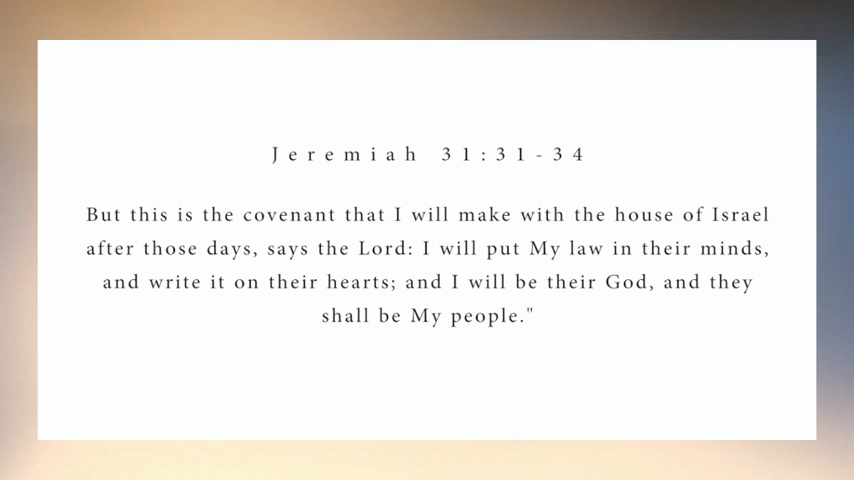 Jeremiah 31:31-34
But this is the covenant that I will make with the house of Israel
after those days, says the Lord: I will put My law in their minds,
and write it on their hearts; and I will be their God, and they
shall be My people."